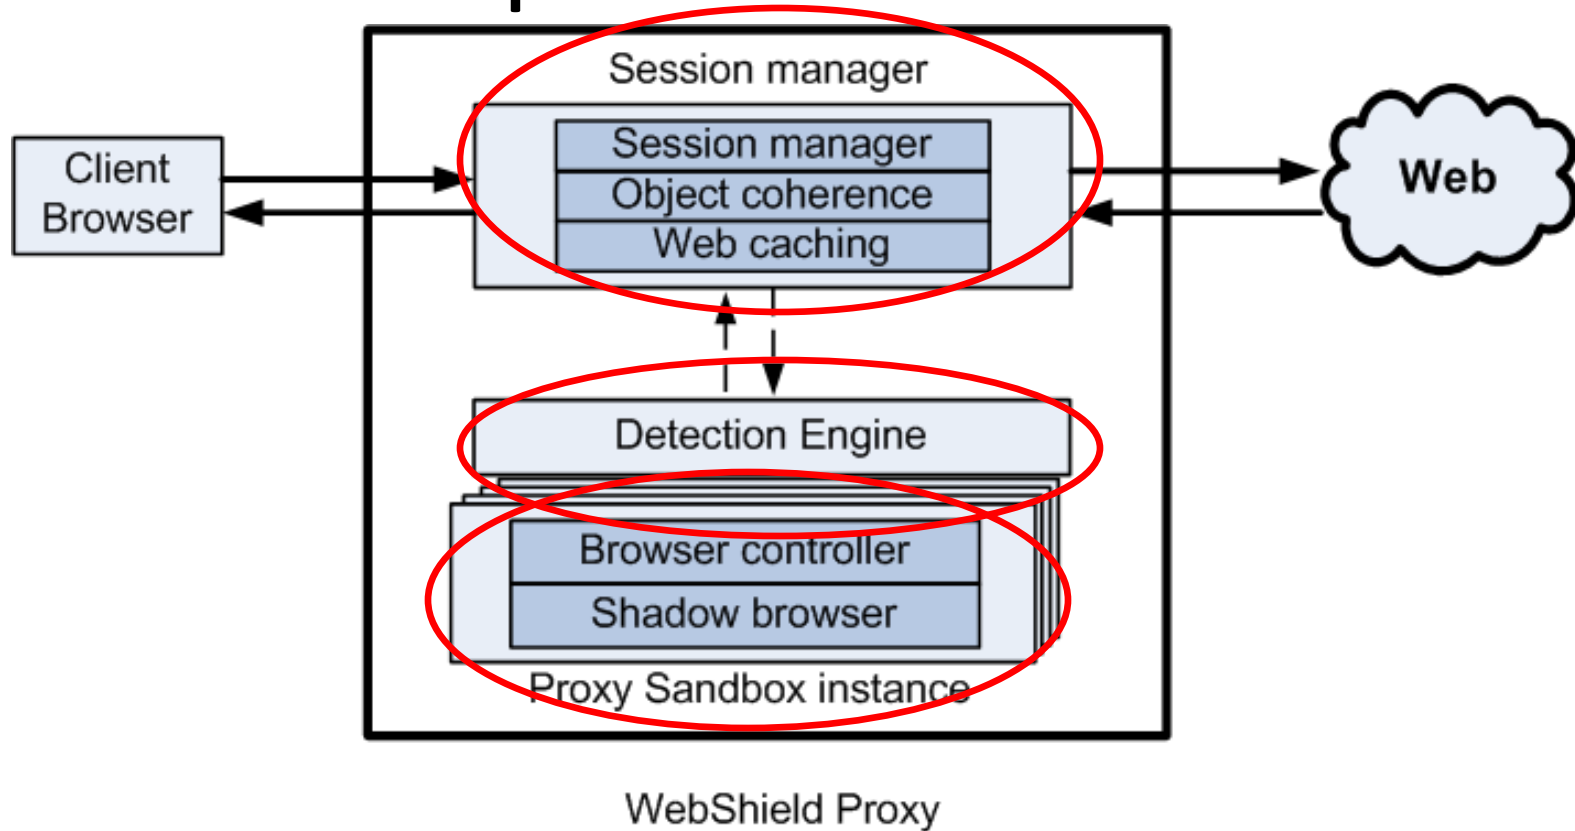 Session manager
Client
Browser
Session manager
Object coherence
Web caching
Web
Detection Engine
Browser controller
Shadow browser
Proxy Sandbox instance
WebShield Proxy